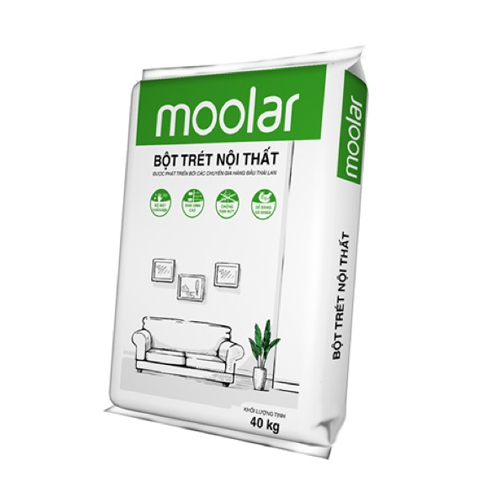 moolar
BỘT TRÉT NỘI THẤT
ĐƯỢC PHÁT TRIỂN BỞI CÁC CHUYÊN GIA HÀNG ĐẦU THÁI LAN
KHỐI LƯỢNG TỊNH
40 kg
moolar
BỘT TRÉT NỘI THẤT